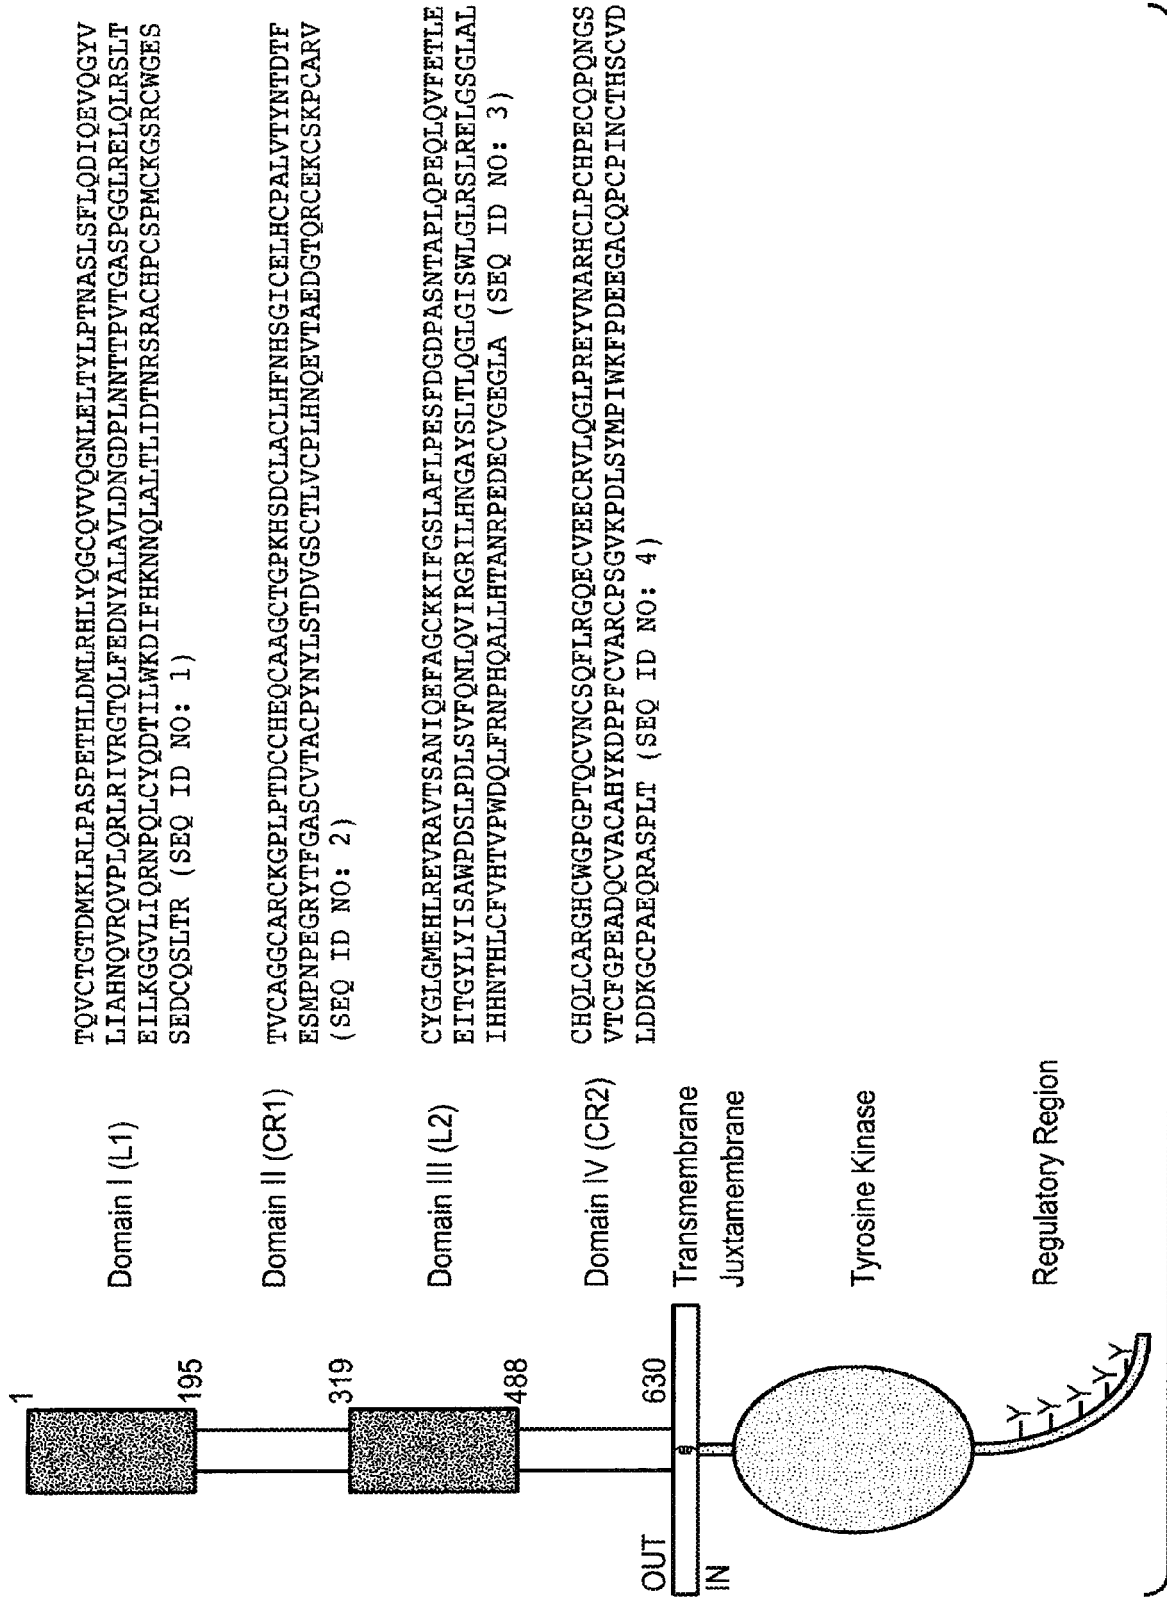 1
195
319
488
630
OUT
IN
Domain I (L1)
TQVCTGTDMKLRLPASPETHLDMLRHLYQGCQVVQGNLELTYLPTNASLSFLQDIQEVQGYV
LIAHNQVRQVPLQRLRIVRGTQLFEDNYALAVLDNGDPLNNTTPVTGASPGGLRELQLRSLT
EILKGGVLIQRNPQLCYQDTILWKDIFHKNNQLALTLIDTNRSRACHPCSPMCKGSRCWGES
SEDCQSLTR (SEQ ID NO: 1)
Domain II (CR1)
TVCAGGCARCKGPLPTDCCHEQCAAGCTGPKHSDCLACLHFNHSGICELHCPALVTYNTDTF
ESMPNPEGRYTFGASCVTACPYNYLSTDVGSCTLVCPLHNQEVTAEDGTQRCEKCSKPCARV
(SEQ ID NO: 2)
Domain III (L2)
CYGLGMEHLREVRAVTSANIQEFAGCKKIFGSLAFLPESFDGDPASNTAPLQPEQLQVFETLE
EITGYLYISAWPDSLPDLSVFQNLQVIRGRILHNGAYSLTLQGLGISWLGLRSLRELGSGLAL
IHHNTHLCFVHTVPWDQLFRNPHQALLHTANRPEDECVGEGLA (SEQ ID NO: 3)
Domain IV (CR2)
CHQLCARGHCWGPGPTQCVNCSQFLRGQECVEECRVLQGLPREYVNARHCLPCHPECQPQNGS
VTCFGPEADQCVACAHYKDPPFCVARCPSGVKPDLSYMPIWKFPDEEGACQPCPINCTHSCVD
LDDKGCPAEQRASPLT (SEQ ID NO: 4)
Transmembrane
Juxtamembrane
Tyrosine Kinase
Regulatory Region
Y
Y
Y
Y
Y